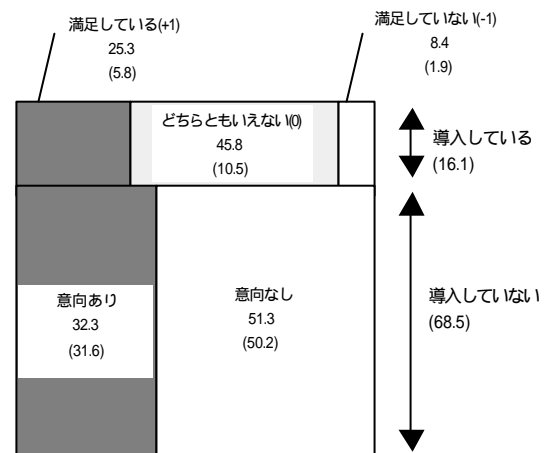 満足している(+1)
25.3
(5.8)
満足していない(-1)
8.4
(1.9)
どちらともいえない(0)
45.8
(10.5)
導入している
(16.1)
意向あり
32.3
(31.6)
意向なし
51.3
(50.2)
導入していない
(68.5)